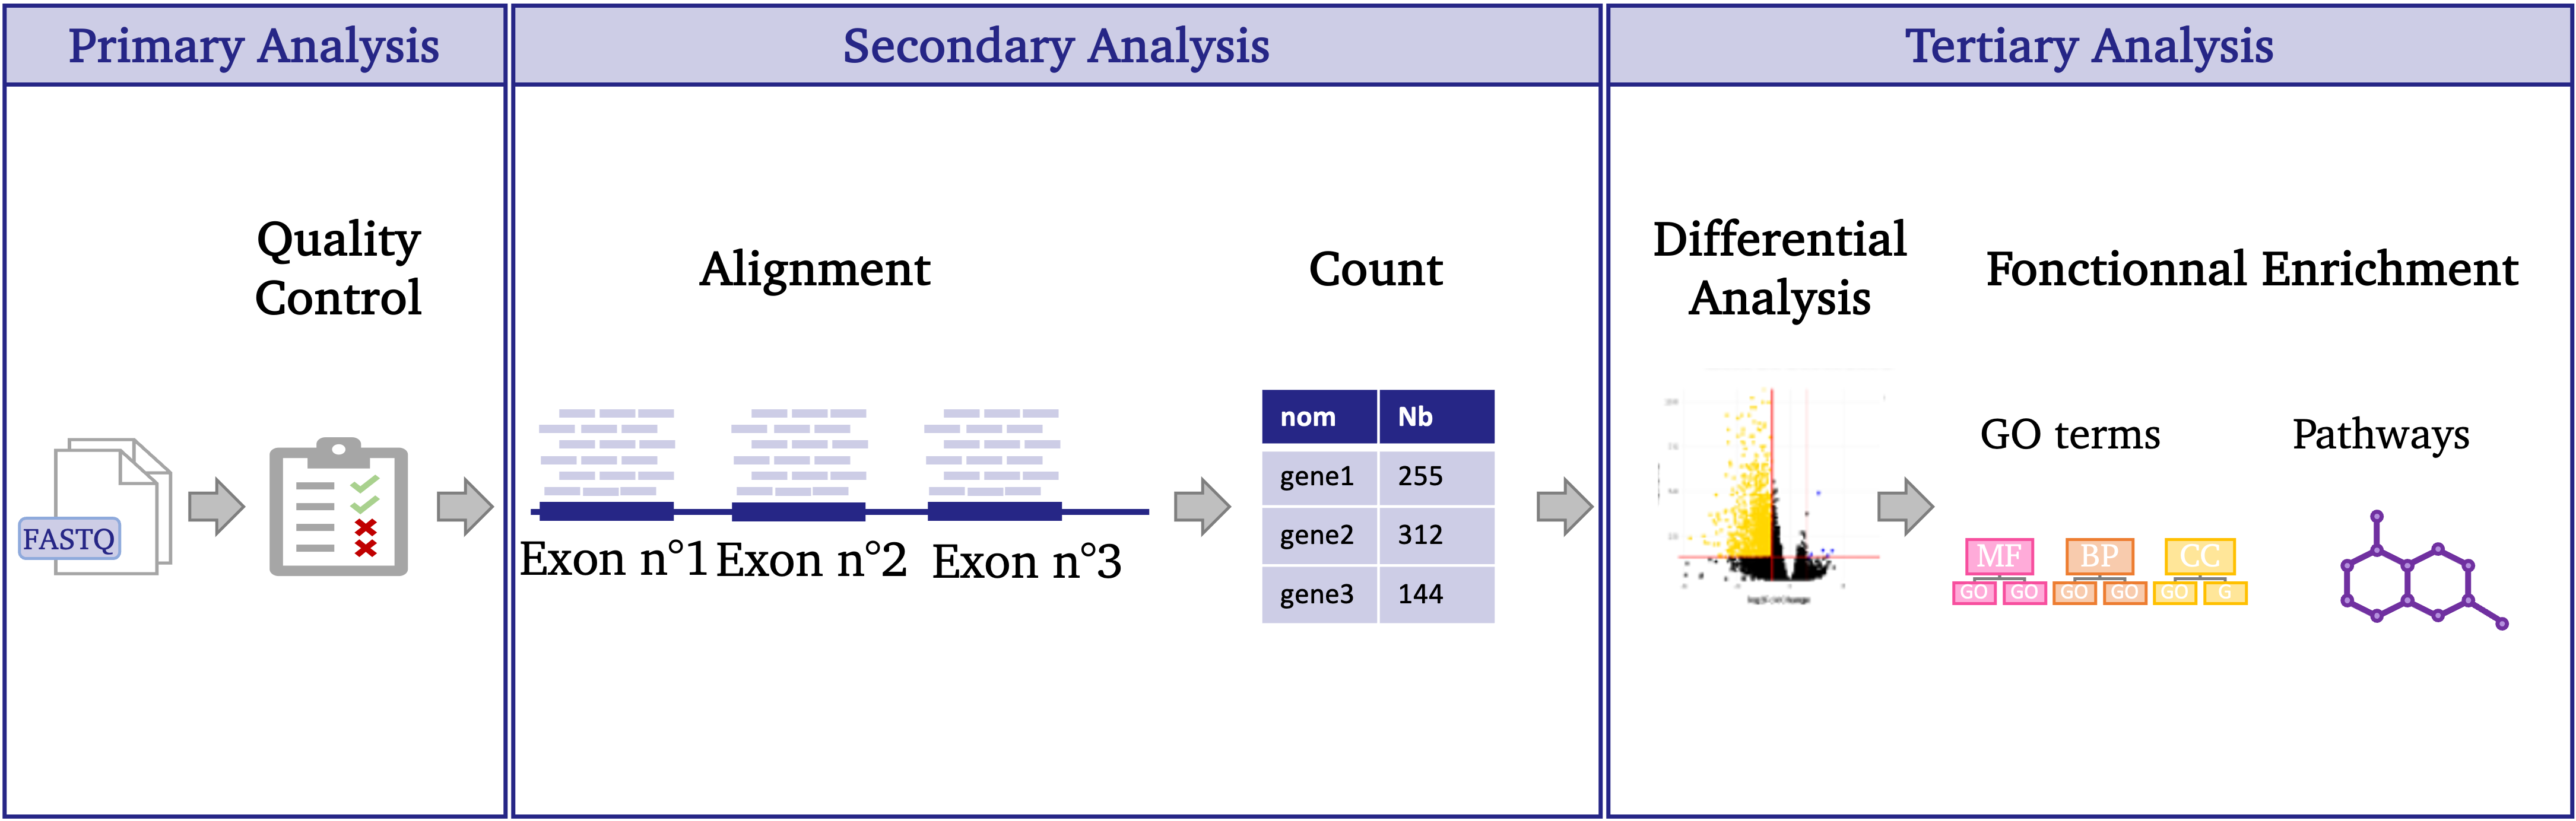 Primary Analysis
Secondary Analysis
Tertiary Analysis
Quality
Control
FASTQ
Alignment
Exon n°1
Exon n°2
Exon n°3
Count
nom Nb
gene1 255
gene2 312
gene3 144
Differential
Analysis
Fonctionnal Enrichment
GO terms
Pathways
MF BP CC
GO GO GO GO GO G